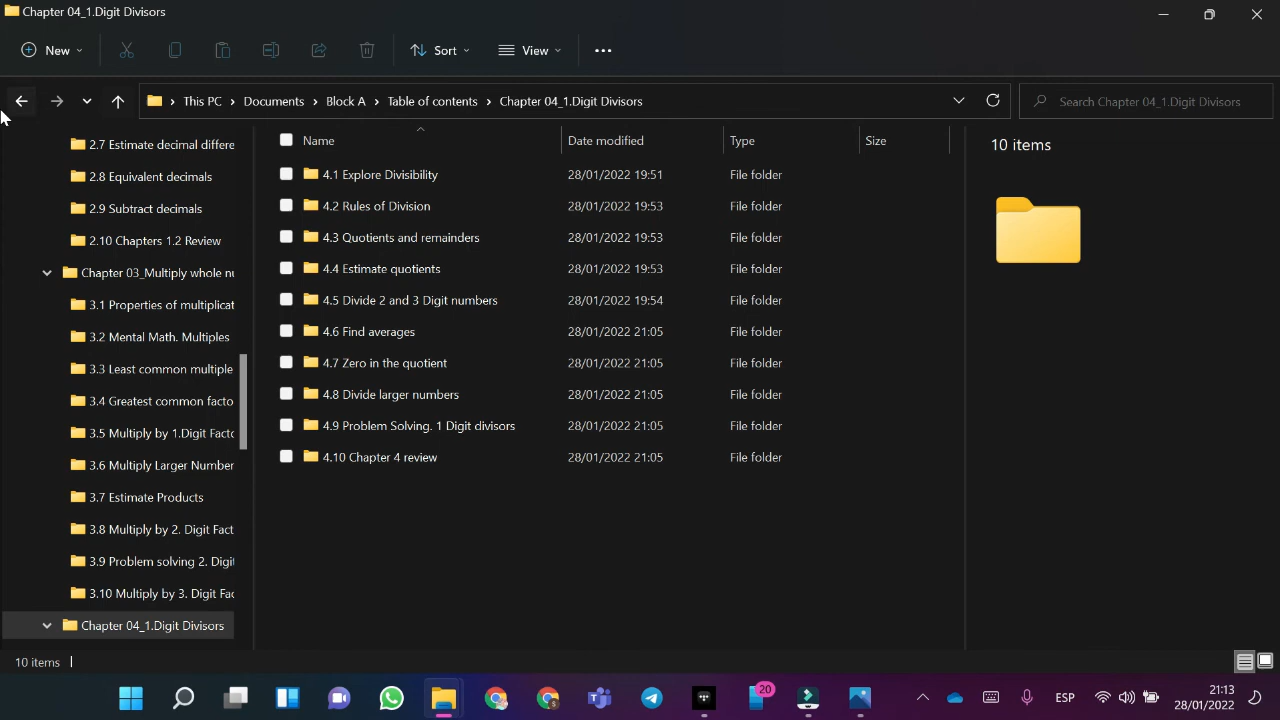 Chapter 04_1.Digit Divisors
New
Sort
View
This PC > Documents > Block A > Table of contents > Chapter 04_1.Digit Divisors
Search Chapter 04_1.Digit Divisors
2.7 Estimate decimal differe
2.8 Equivalent decimals
2.9 Subtract decimals
2.10 Chapters 1.2 Review
Chapter 03_Multiply whole nu
3.1 Properties of multiplicat
3.2 Mental Math. Multiples
3.3 Least common multiple
3.4 Greatest common facto
3.5 Multiply by 1.Digit Facto
3.6 Multiply Larger Number
3.7 Estimate Products
3.8 Multiply by 2. Digit Fact
3.9 Problem solving 2. Digi
3.10 Multiply by 3. Digit Fac
Chapter 04_1.Digit Divisors
Name Date modified Type Size
4.1 Explore Divisibility 28/01/2022 19:51 File folder
4.2 Rules of Division 28/01/2022 19:53 File folder
4.3 Quotients and remainders 28/01/2022 19:53 File folder
4.4 Estimate quotients 28/01/2022 19:53 File folder
4.5 Divide 2 and 3 Digit numbers 28/01/2022 19:54 File folder
4.6 Find averages 28/01/2022 21:05 File folder
4.7 Zero in the quotient 28/01/2022 21:05 File folder
4.8 Divide larger numbers 28/01/2022 21:05 File folder
4.9 Problem Solving. 1 Digit divisors 28/01/2022 21:05 File folder
4.10 Chapter 4 review 28/01/2022 21:05 File folder
10 items
10 items
20
ESP
21:13
28/01/2022